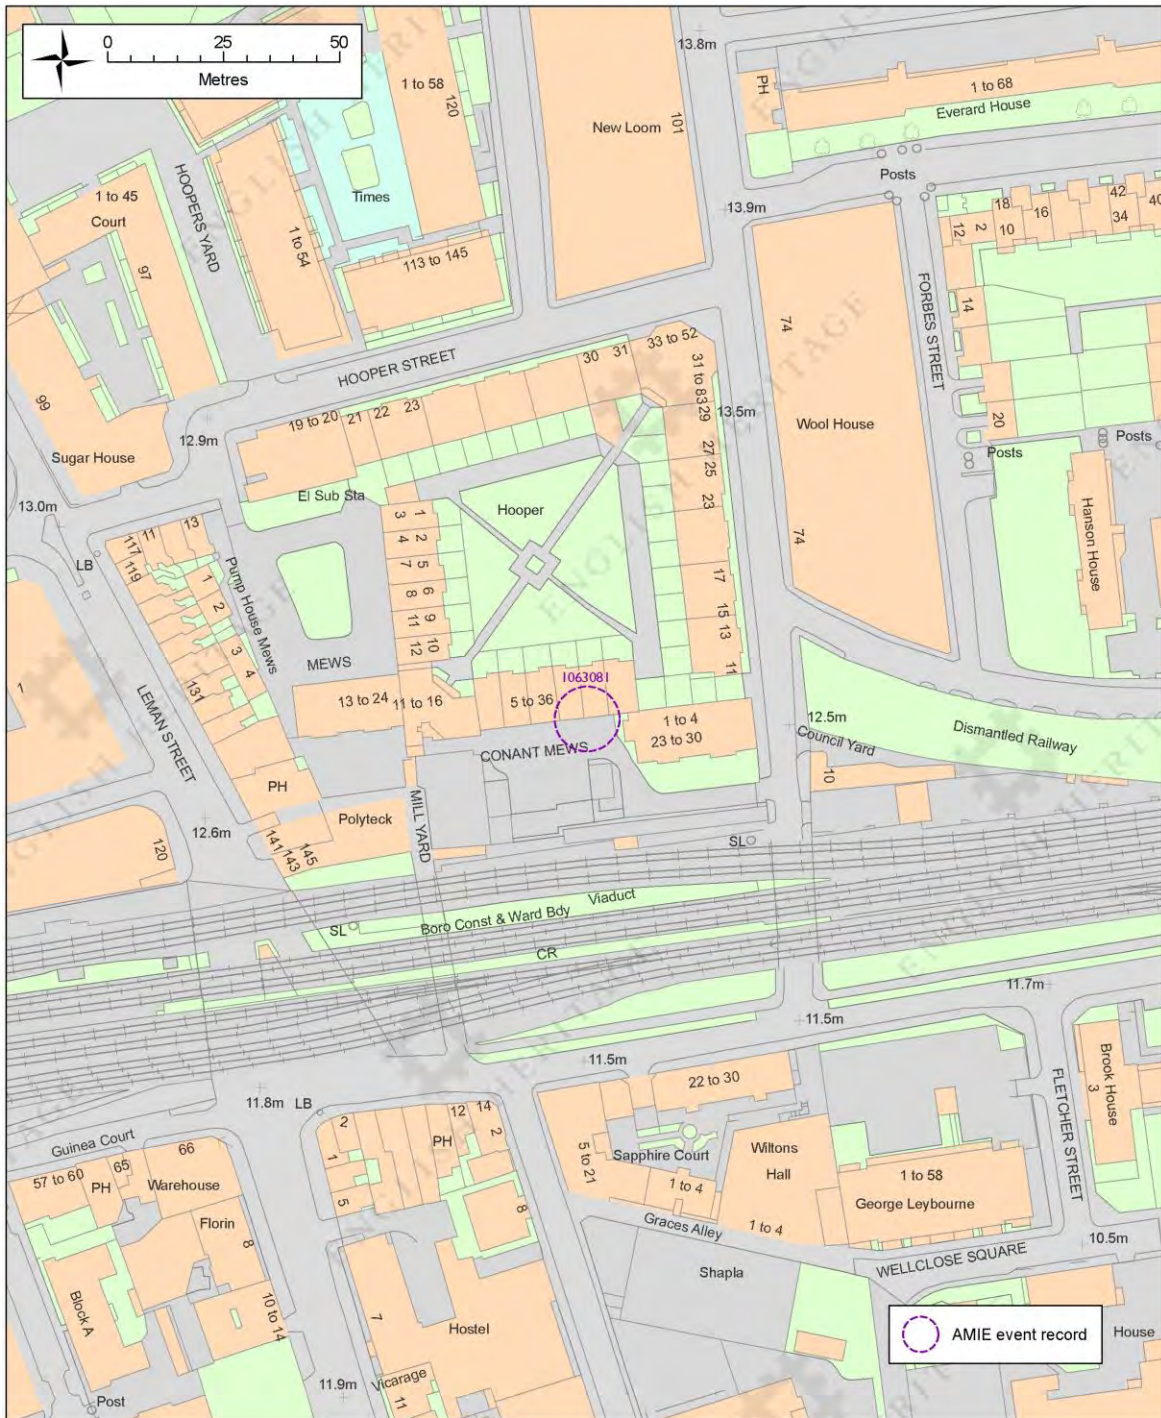 0 25 50
Metres
1 to 58
120
13.8m
PH
1 to 68
Everard House
New Loom
101
Posts
HOOPERS YARD
1 to 45
Court
97
1 to 54
Times
113 to 145
13.9m
12
2
18
10
16
42
34
40
14
FORBES STREET
74
HOOPER STREET
30
31
33 to 52
31 to 83
29
13.5m
99
Sugar House
12.9m
19 to 20
21
22
23
27
25
23
Wool House
20
Posts
Posts
El Sub Sta
13.0m
Hooper
3
1
4
2
7
5
8
6
11
9
12
10
74
Hanson House
LB
117
119
11
13
Pump House Mews
1
2
3
4
17
15
13
11
LEMAN STREET
1
131
MEWS
13 to 24
11 to 16
5 to 36
1063081
1 to 4
23 to 30
CONANT MEWS
12.5m
Council Yard
Dismantled Railway
10
PH
Polyteck
MILL YARD
12.6m
120
141
143
145
SL
Viaduct
SL
Boro Const & Ward Bdy
CR
11.7m
11.5m
11.5m
11.8m
LB
22 to 30
Brook House
3
FLETCHER STREET
Guinea Court
57 to 60
PH
65
66
Warehouse
2
1
5
PH
12
14
2
8
5 to 21
Sapphire Court
1 to 4
Wiltons
Hall
1 to 4
1 to 58
George Leybourne
Graces Alley
Florin
8
WELLCLOSE SQUARE
10.5m
Shapla
Block A
10 to 14
7
Hostel
Vicarage
11
11.9m
Post
AMIE event record
House
ENGLISH HERITAGE